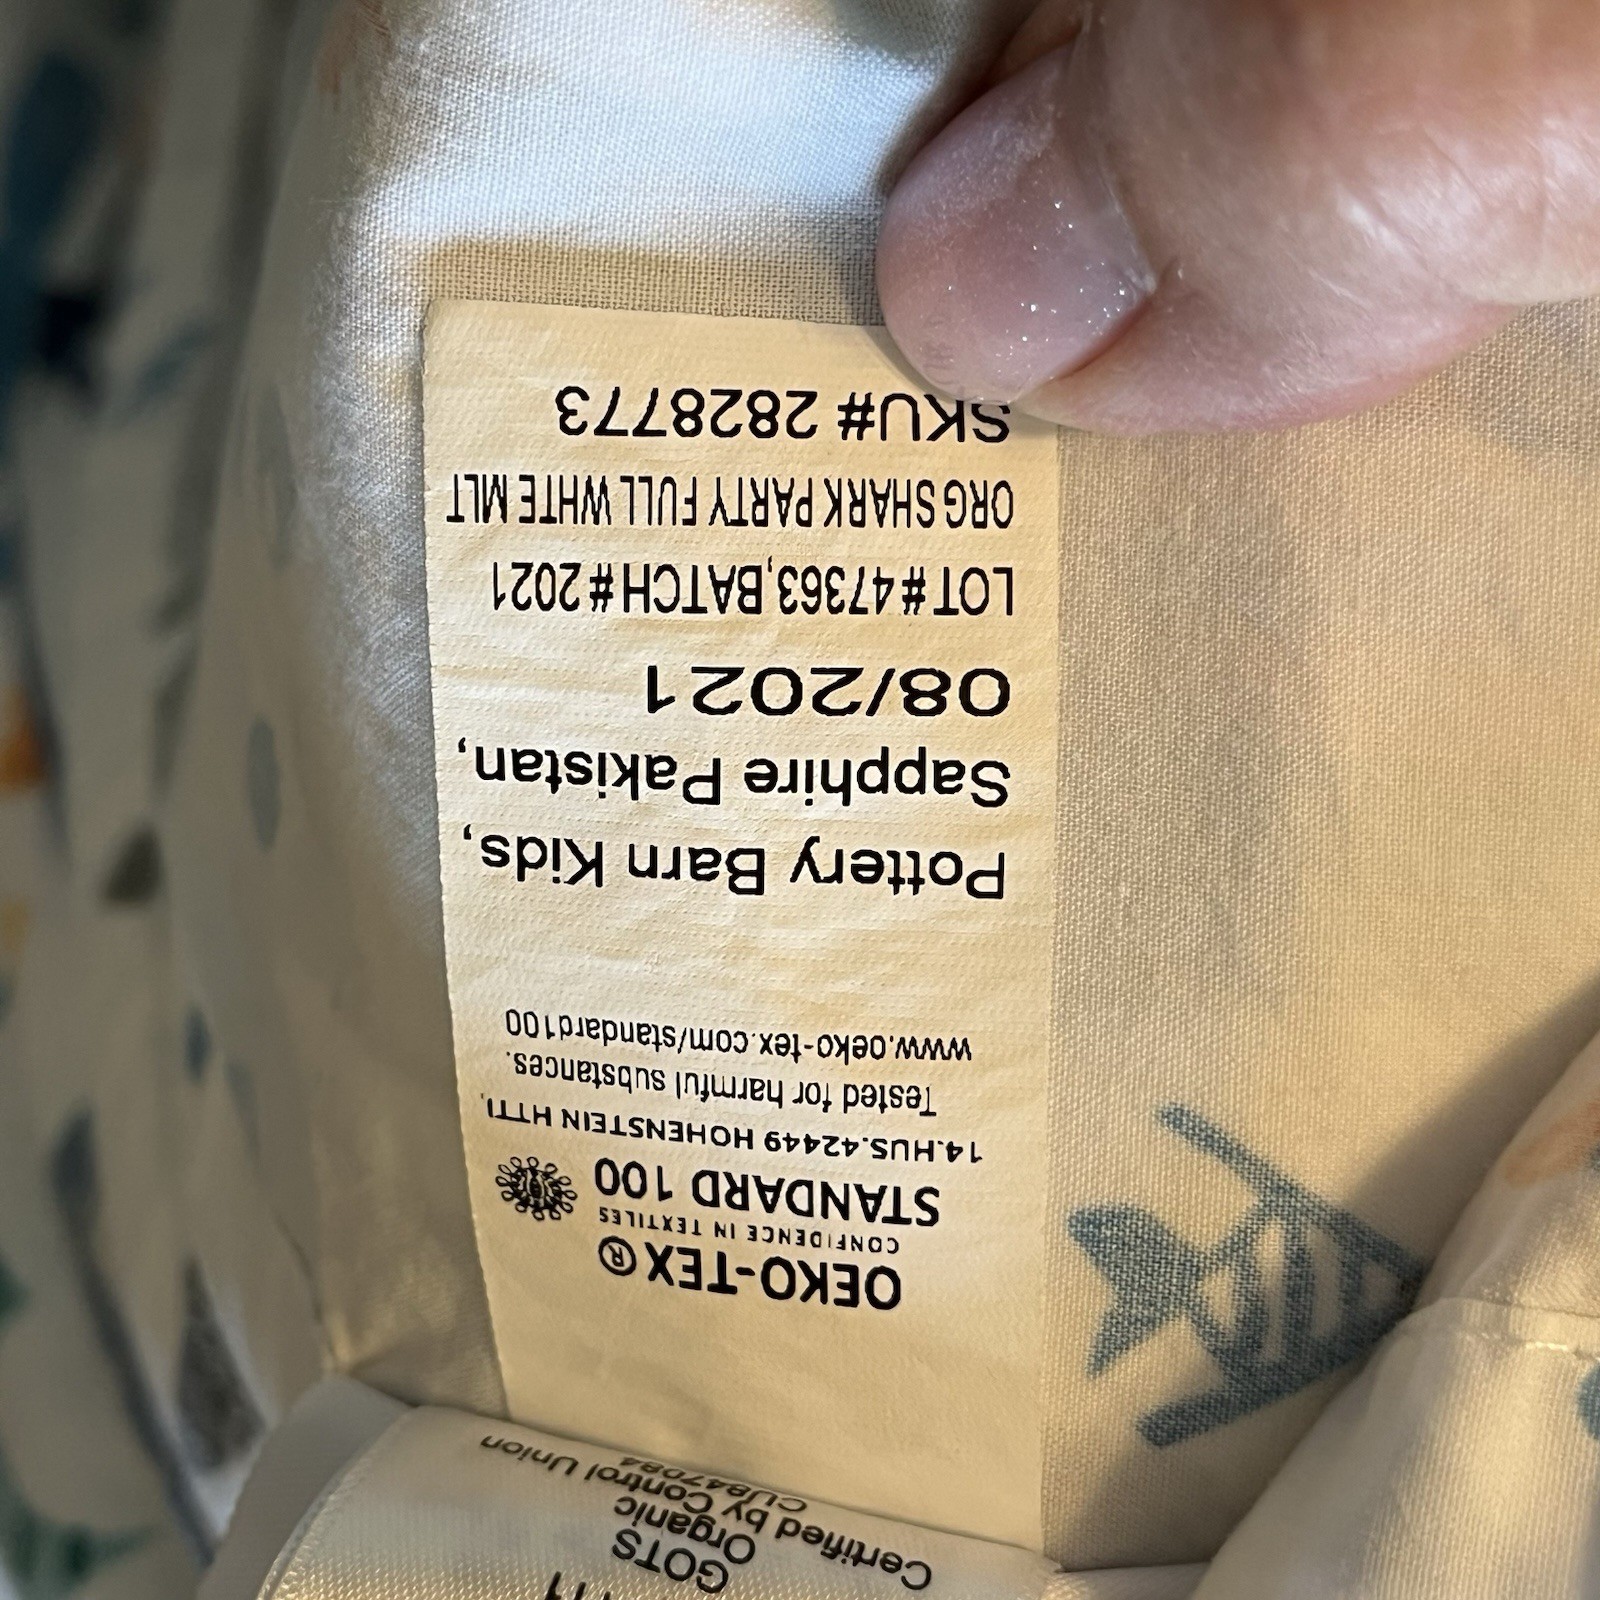 GOTS
Organic
Certified by Control Union
CU847084
OEKO-TEX®
CONFIDENCE IN TEXTILES
STANDARD 100
14.HUS.42449 HOHENSTEIN HTTI,
Tested for harmful substances.
www.oeko-tex.com/standard100
Pottery Barn Kids,
Sapphire Pakistan,
08/2021
LOT # 47363,BATCH # 2021
ORG SHARK PARTY FULL WHTE MLT
SKU# 2828773